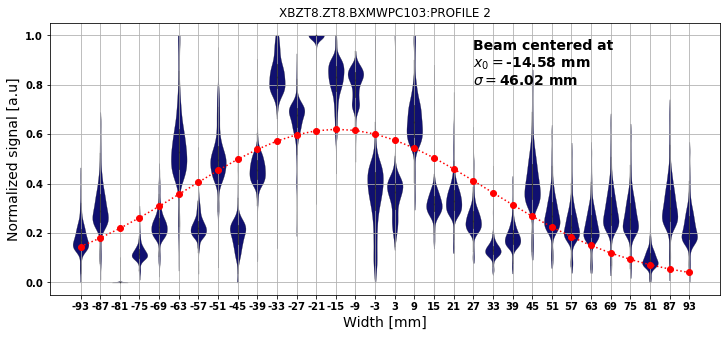 XBZT8.ZT8.BXMWPC103:PROFILE 2
Normalized signal [a.u]
1.0
0.8
0.6
0.4
0.2
0.0
Beam centered at
x₀ = -14.58 mm
σ = 46.02 mm
-93 -87 -81 -75 -69 -63 -57 -51 -45 -39 -33 -27 -21 -15 -9 -3 3 9 15 21 27 33 39 45 51 57 63 69 75 81 87 93
Width [mm]